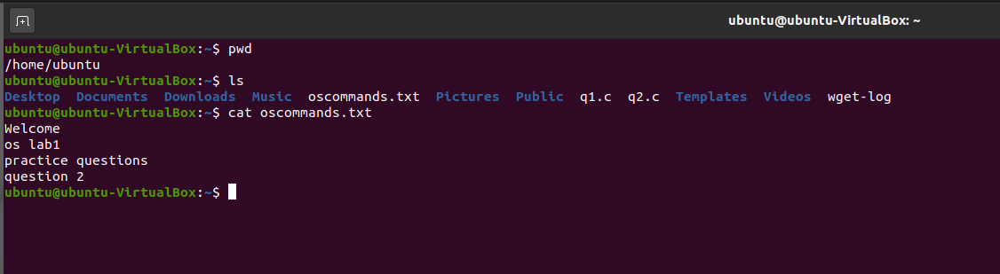 ubuntu@ubuntu-VirtualBox: ~
ubuntu@ubuntu-VirtualBox:~$ pwd
/home/ubuntu
ubuntu@ubuntu-VirtualBox:~$ ls
Desktop  Documents  Downloads  Music  oscommands.txt  Pictures  Public  q1.c  q2.c  Templates  Videos  wget-log
ubuntu@ubuntu-VirtualBox:~$ cat oscommands.txt
Welcome
os lab1
practice questions
question 2
ubuntu@ubuntu-VirtualBox:~$